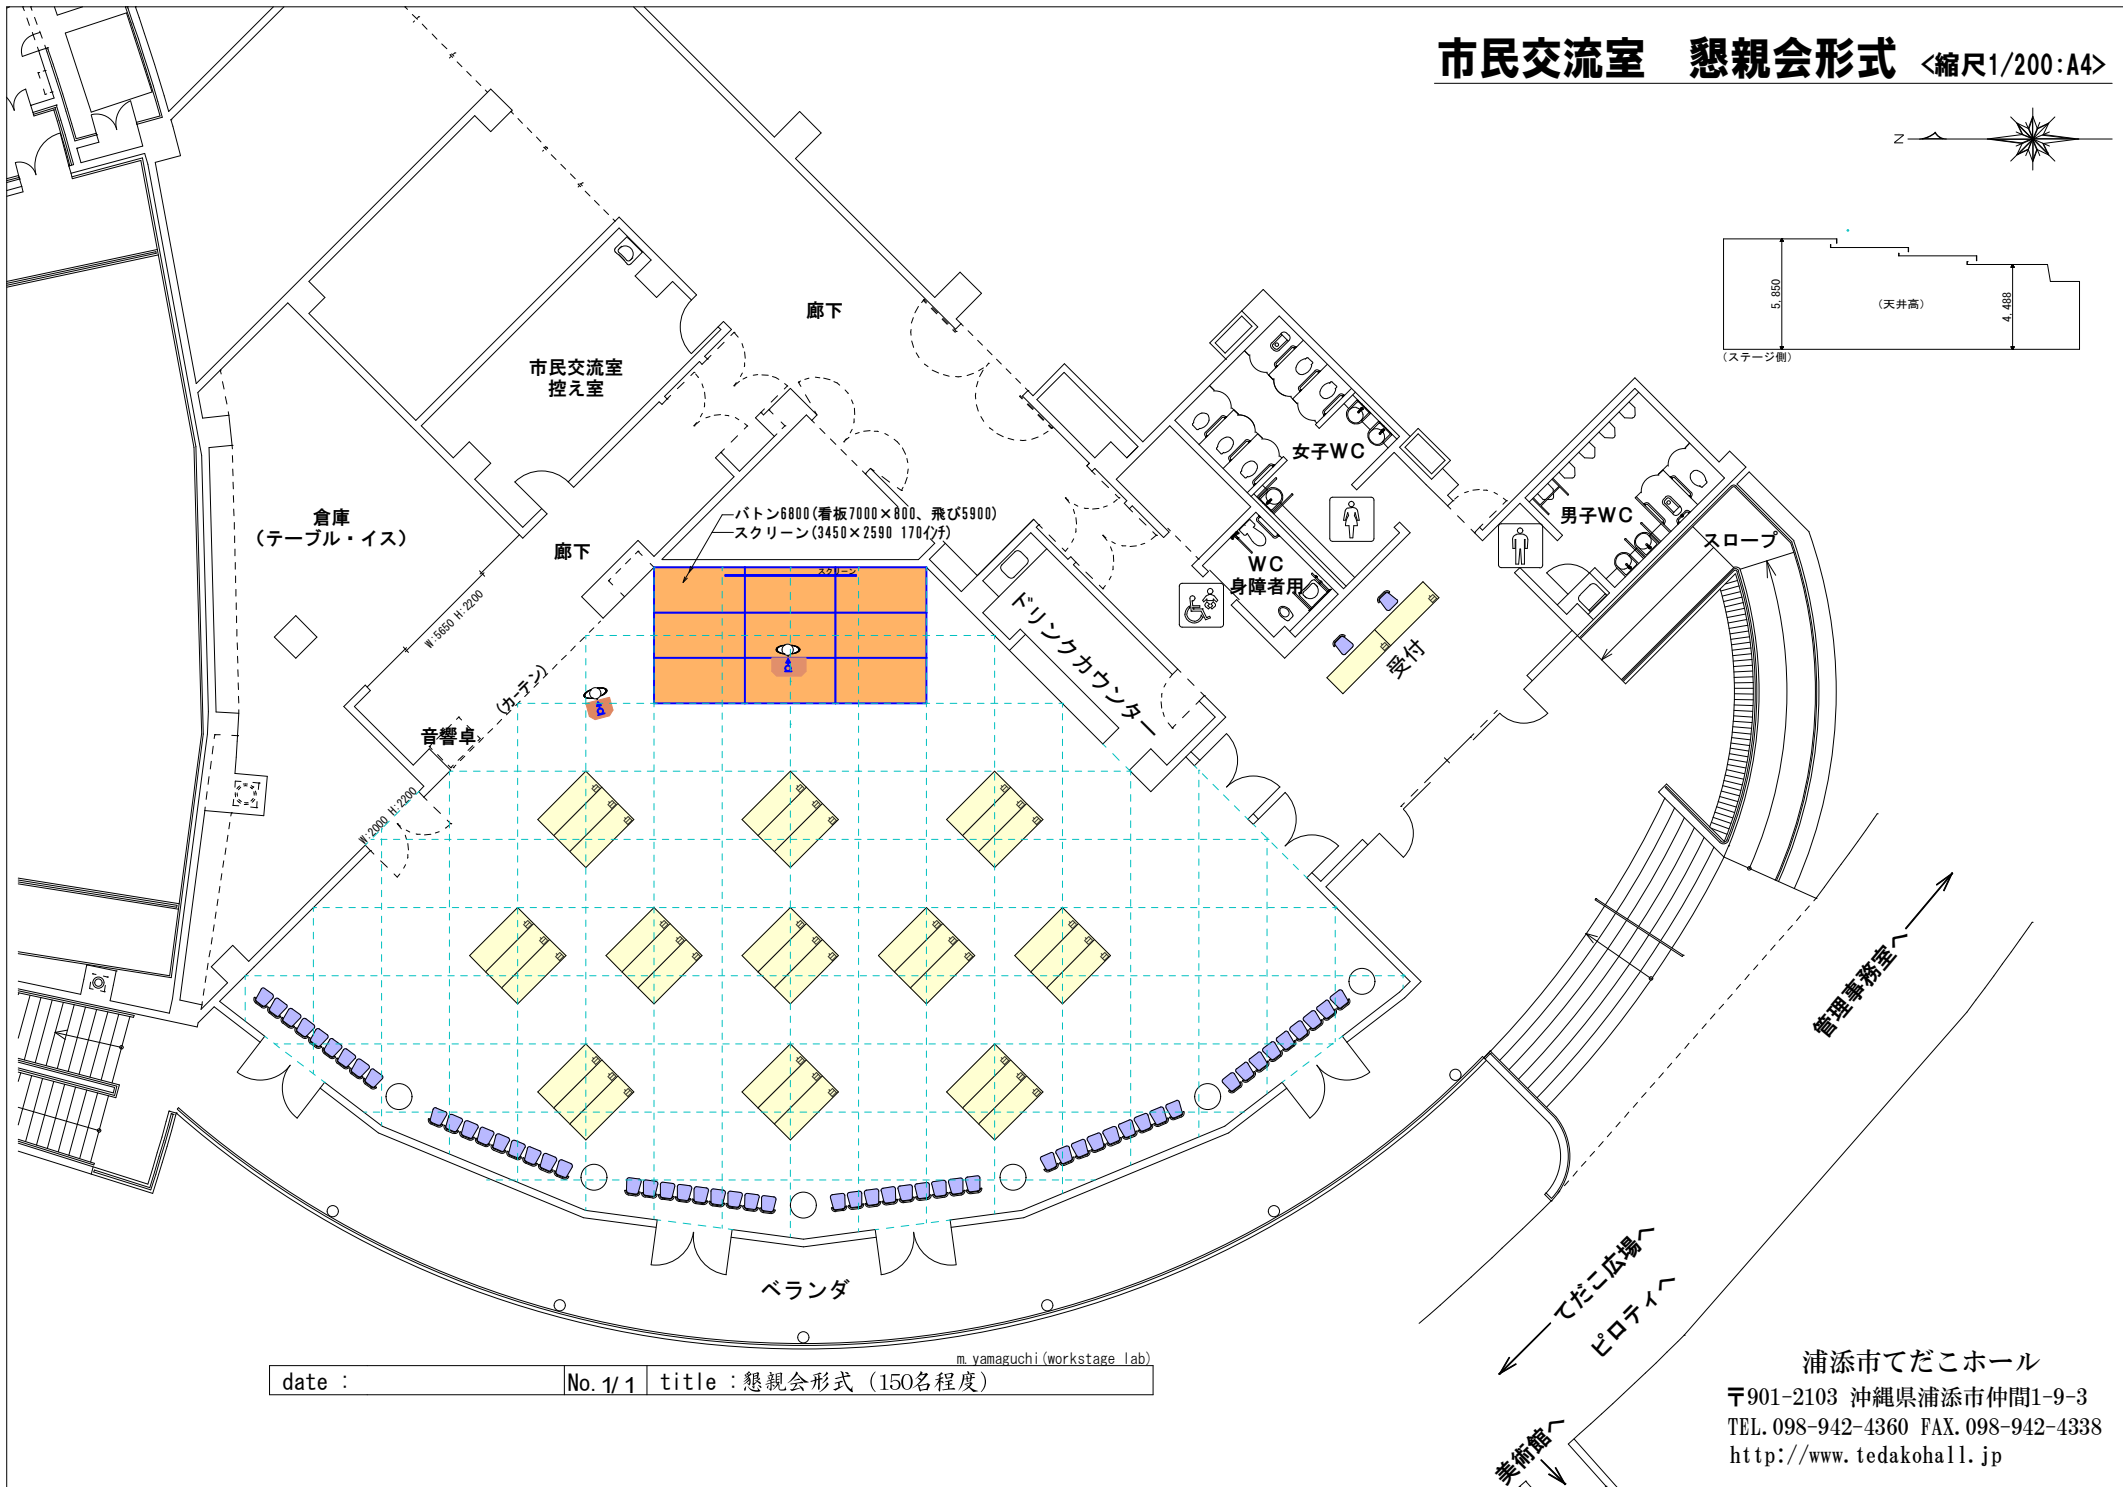 市民交流室　懇親会形式 <縮尺1/200:A4>
N
5,850
(天井高)
4,488
(ステージ側)
廊下
市民交流室
控え室
倉庫
(テーブル・イス)
廊下
バトン6800(看板7000×800、飛び5900)
スクリーン(3450×2590 170インチ)
スクリーン
W:5650 H:2200
(カーテン)
音響卓
W:2000 H:2200
ドリンクカウンター
女子WC
WC
身障者用
男子WC
スロープ
受付
管理事務室へ
てだこ広場へ
ピロティへ
美術館へ
ベランダ
m.yamaguchi(workstage lab)
date :
No. 1/ 1
title :懇親会形式 (150名程度)
浦添市てだこホール
〒901-2103 沖縄県浦添市仲間1-9-3
TEL.098-942-4360 FAX.098-942-4338
http://www.tedakohall.jp